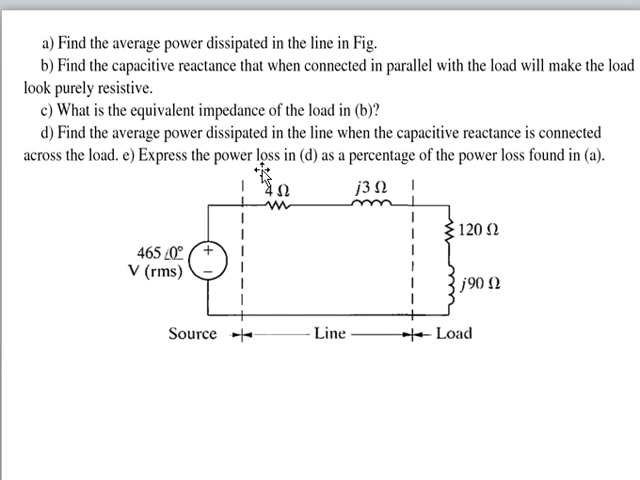 a) Find the average power dissipated in the line in Fig.
b) Find the capacitive reactance that when connected in parallel with the load will make the load
look purely resistive.
c) What is the equivalent impedance of the load in (b)?
d) Find the average power dissipated in the line when the capacitive reactance is connected
across the load. e) Express the power loss in (d) as a percentage of the power loss found in (a).
4 Ω
j3 Ω
120 Ω
465 /0°
V (rms)
+
−
j90 Ω
Source
Line
Load